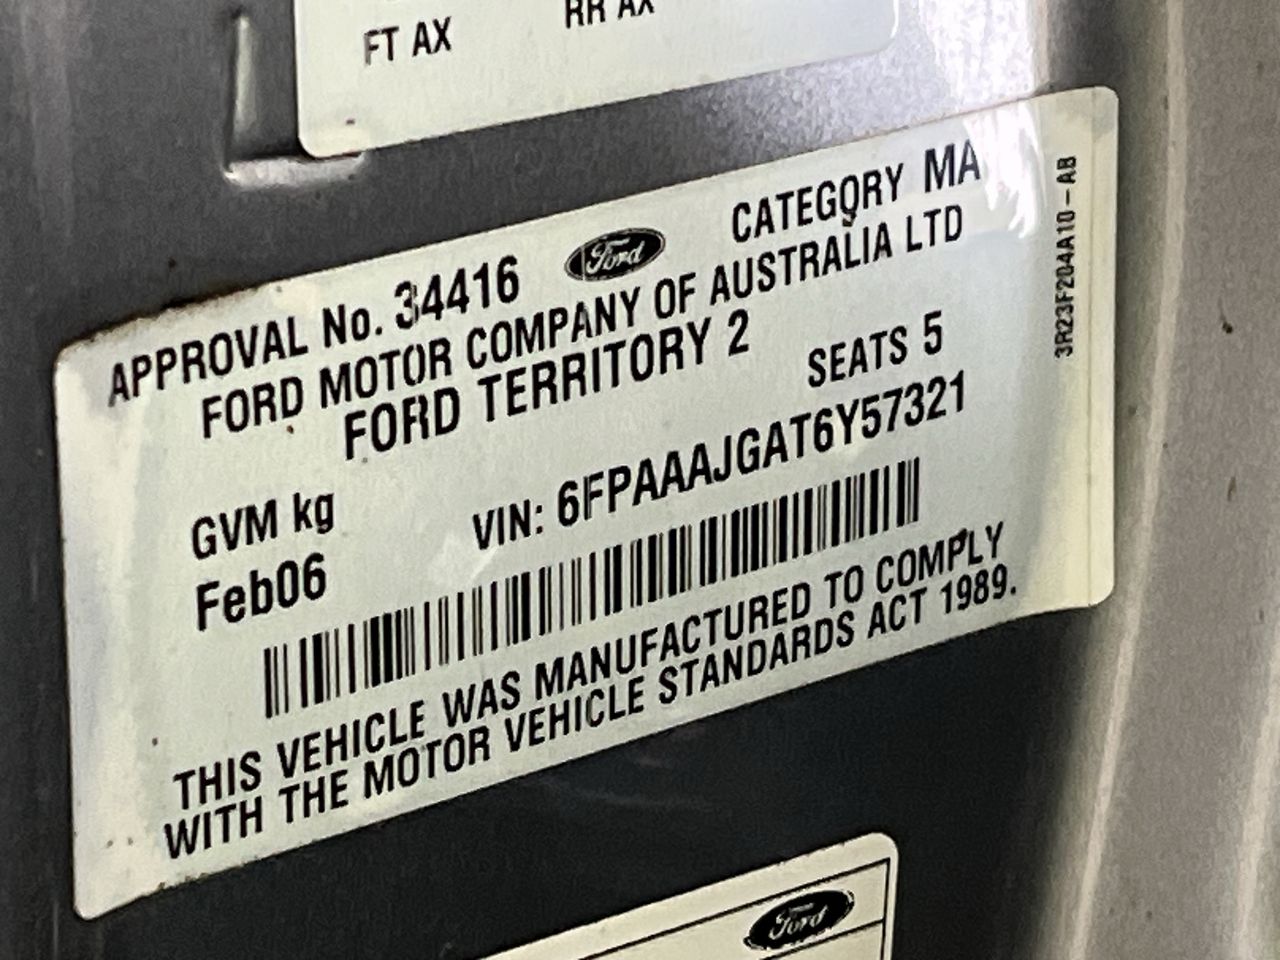 FT AX
RR AX
APPROVAL No. 34416 Ford CATEGORY MA
FORD MOTOR COMPANY OF AUSTRALIA LTD
FORD TERRITORY 2
SEATS 5
GVM kg
VIN: 6FPAAAJGAT6Y57321
Feb06
THIS VEHICLE WAS MANUFACTURED TO COMPLY
WITH THE MOTOR VEHICLE STANDARDS ACT 1989.
3R23F204A10-AB
Ford